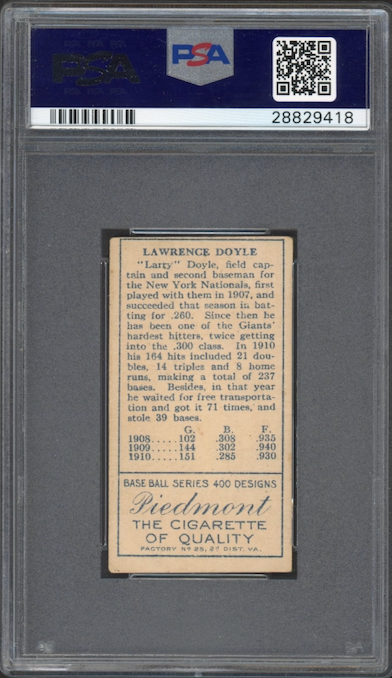 PSA
PSA
28829418
LAWRENCE DOYLE
"Larry" Doyle, field cap-
tain and second baseman for
the New York Nationals, first
played with them in 1907, and
succeeded that season in bat-
ting for .260. Since then he
has been one of the Giants'
hardest hitters, twice getting
into the .300 class. In 1910
his 164 hits included 21 dou-
bles, 14 triples and 8 home
runs, making a total of 237
bases. Besides, in that year
he waited for free transporta-
tion and got it 71 times, and
stole 39 bases.
G. B. F.
1908.....102 .308 .935
1909.....144 .302 .940
1910.....151 .285 .930
BASE BALL SERIES 400 DESIGNS
Piedmont
THE CIGARETTE
OF QUALITY
FACTORY Nº 25, 2ᴰ DIST. VA.